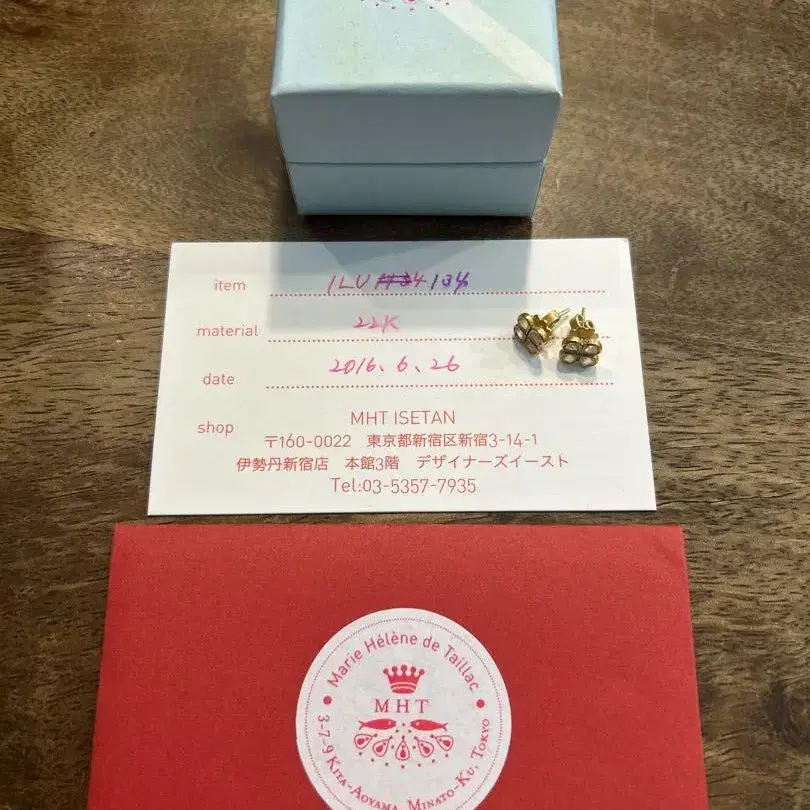 item ILU 134
material 22K
date 2016. 6. 26
shop MHT ISETAN
〒160-0022 東京都新宿区新宿3-14-1
伊勢丹新宿店 本館3階 デザイナーズイースト
Tel:03-5357-7935
Marie Hélène de Taillac
MHT
3-7-9 KITA-AOYAMA, MINATO-KU, TOKYO